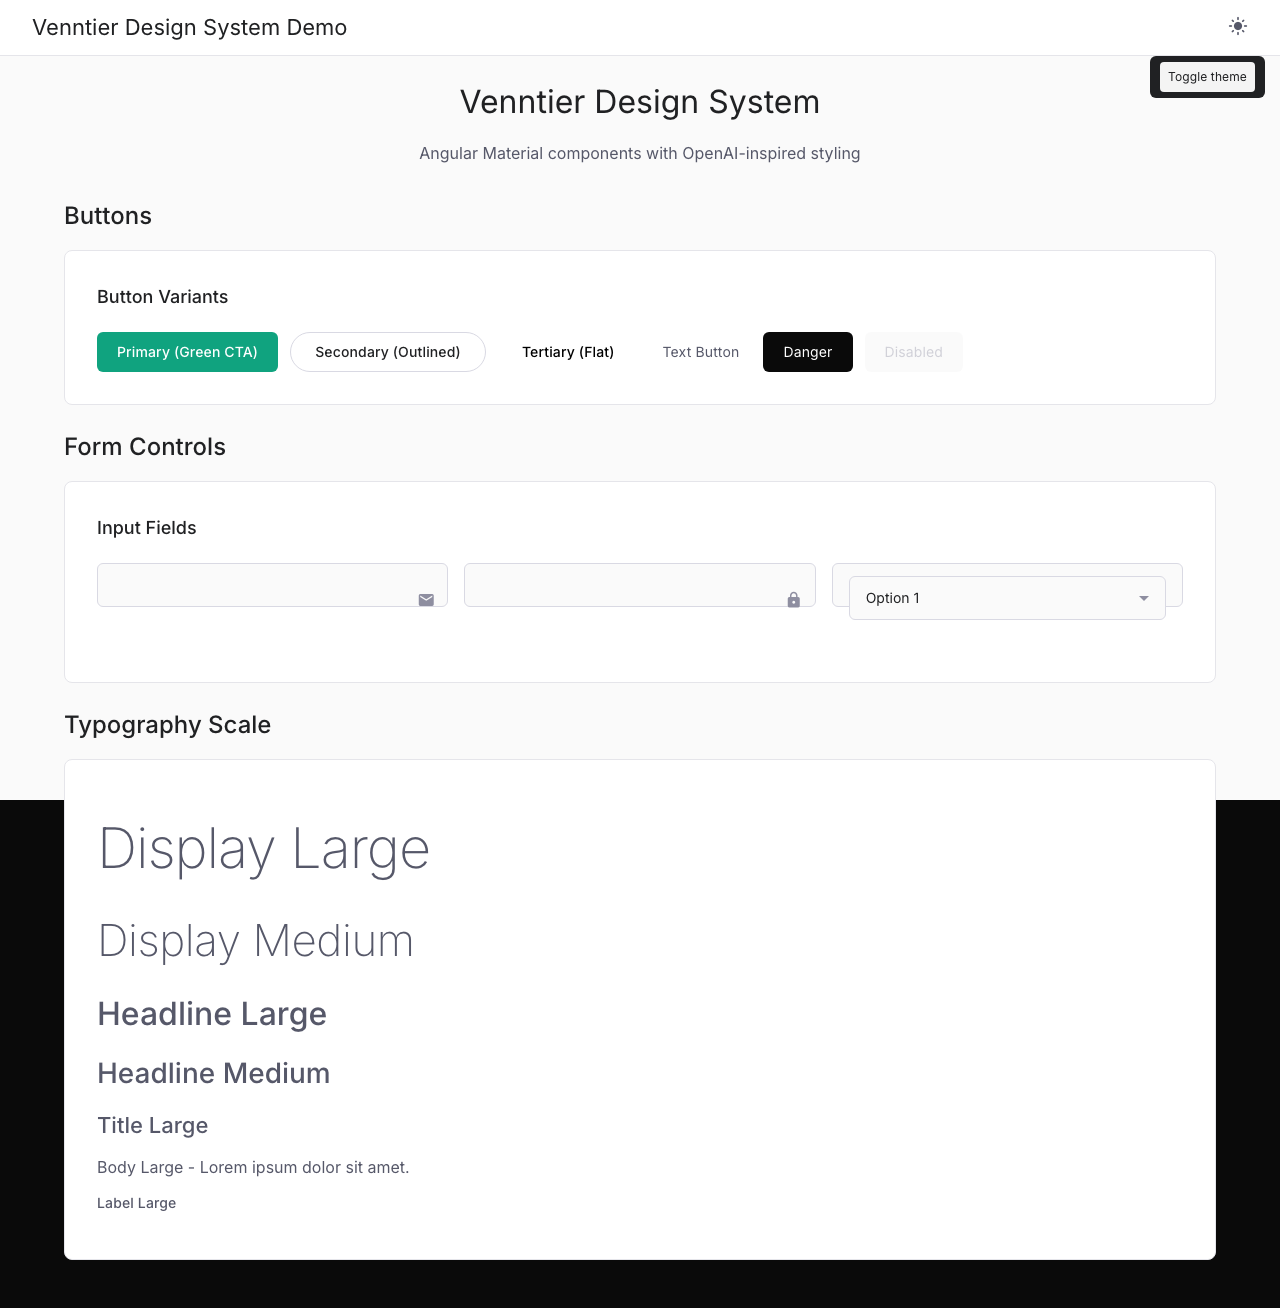 Venntier Design System Demo
Toggle theme
Venntier Design System
Angular Material components with OpenAI-inspired styling
Buttons
Button Variants
Primary (Green CTA)
Secondary (Outlined)
Tertiary (Flat)
Text Button
Danger
Disabled
Form Controls
Input Fields
Option 1
Typography Scale
Display Large
Display Medium
Headline Large
Headline Medium
Title Large
Body Large - Lorem ipsum dolor sit amet.
Label Large